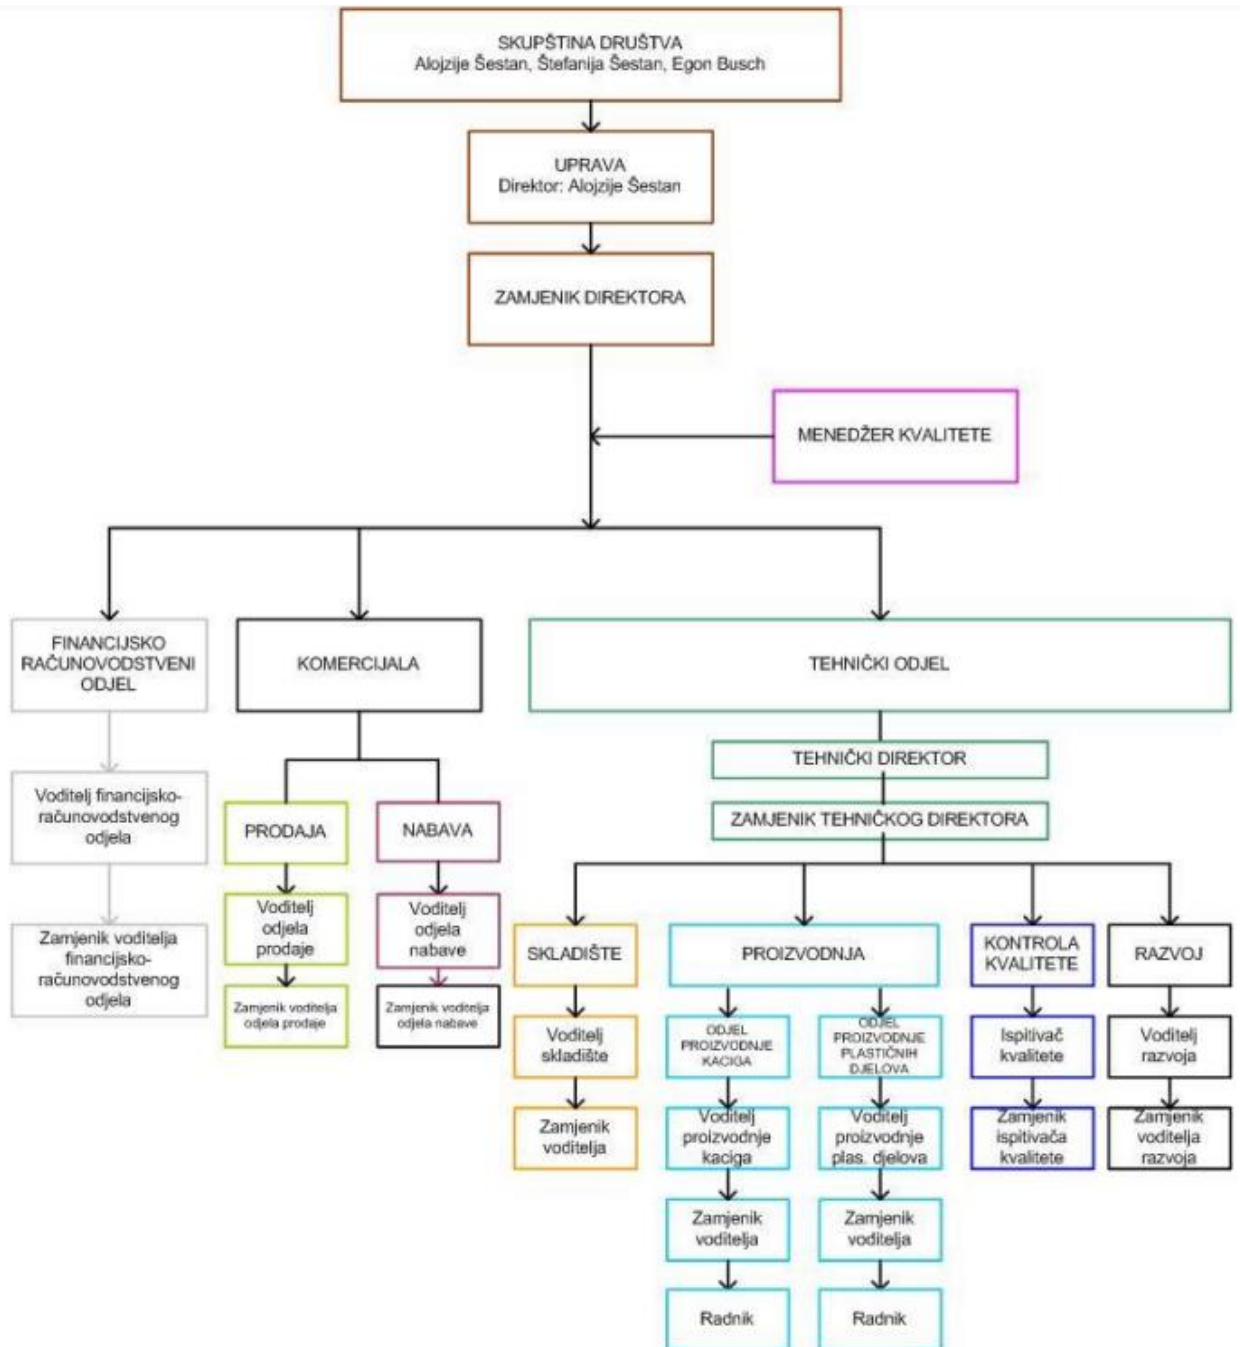 SKUPŠTINA DRUŠTVA
Alojzije Šestan, Štefanija Šestan, Egon Busch
UPRAVA
Direktor: Alojzije Šestan
ZAMJENIK DIREKTORA
MENEDŽER KVALITETE
FINANCIJSKO
RAČUNOVODSTVENI
ODJEL
KOMERCIJALA
TEHNIČKI ODJEL
TEHNIČKI DIREKTOR
ZAMJENIK TEHNIČKOG DIREKTORA
Voditelj financijsko-
računovodstvenog
odjela
Zamjenik voditelja
financijsko-
računovodstvenog
odjela
PRODAJA
Voditelj
odjela
prodaje
Zamjenik voditelja
odjela prodaje
NABAVA
Voditelj
odjela
nabave
Zamjenik voditelja
odjela nabave
SKLADIŠTE
Voditelj
skladište
Zamjenik
voditelja
PROIZVODNJA
ODJEL
PROIZVODNJE
KACIGA
Voditelj
proizvodnje
kaciga
Zamjenik
voditelja
Radnik
ODJEL
PROIZVODNJE
PLASTIČNIH
DJELOVA
Voditelj
proizvodnje
plas. djelova
Zamjenik
voditelja
Radnik
KONTROLA
KVALITETE
Ispitivač
kvalitete
Zamjenik
ispitivača
kvalitete
RAZVOJ
Voditelj
razvoja
Zamjenik
voditelja
razvoja